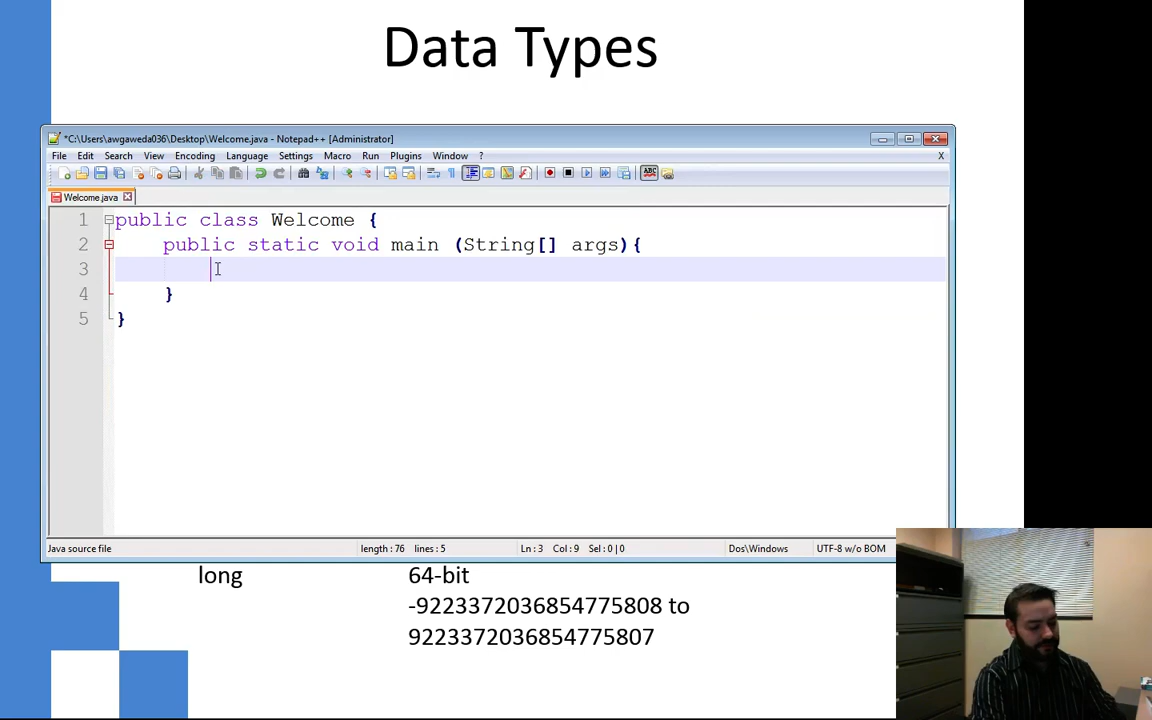 Data Types
*C:\Users\awgaweda036\Desktop\Welcome.java - Notepad++ [Administrator]
File Edit Search View Encoding Language Settings Macro Run Plugins Window ? X
Welcome.java
1 public class Welcome {
2 public static void main (String[] args){
3
4 }
5 }
Java source file length : 76 lines : 5 Ln : 3 Col : 9 Sel : 0 | 0 Dos\Windows UTF-8 w/o BOM
long 64-bit
-9223372036854775808 to
9223372036854775807